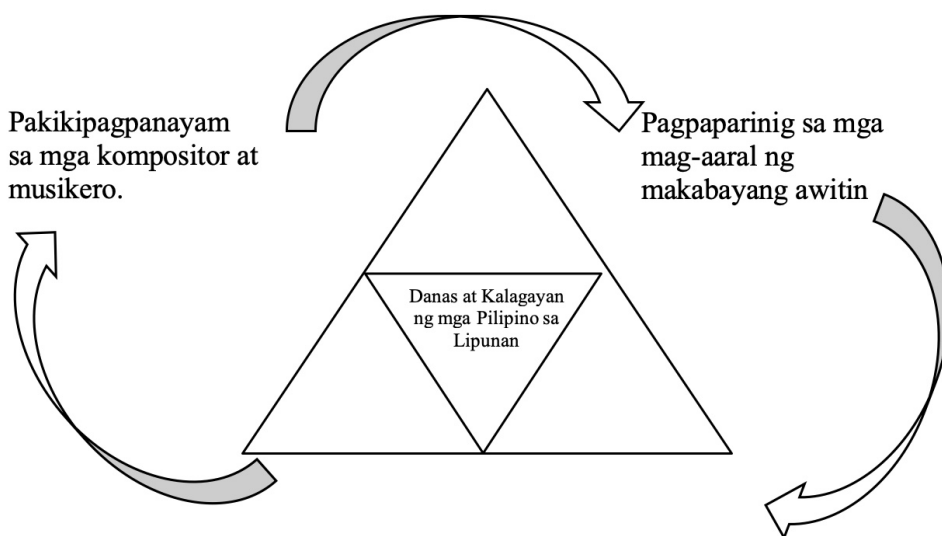 Pakikipagpanayam
sa mga kompositor at
musikero.
Pagpaparinig sa mga
mag-aaral ng
makabayang awitin
Danas at Kalagayan
ng mga Pilipino sa
Lipunan